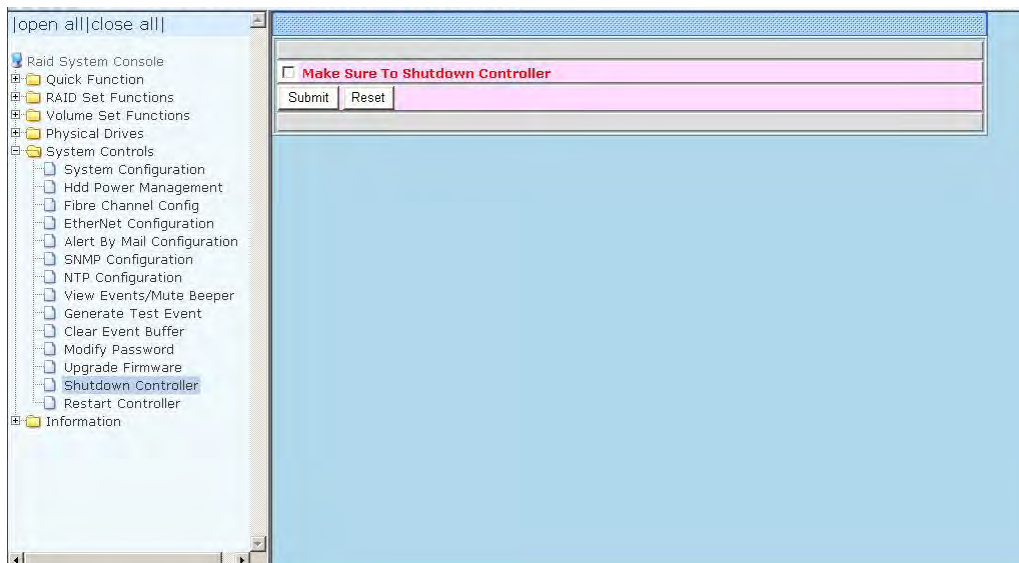 |open all|close all|
Raid System Console
Quick Function
RAID Set Functions
Volume Set Functions
Physical Drives
System Controls
System Configuration
Hdd Power Management
Fibre Channel Config
EtherNet Configuration
Alert By Mail Configuration
SNMP Configuration
NTP Configuration
View Events/Mute Beeper
Generate Test Event
Clear Event Buffer
Modify Password
Upgrade Firmware
Shutdown Controller
Restart Controller
Information
Make Sure To Shutdown Controller
Submit Reset